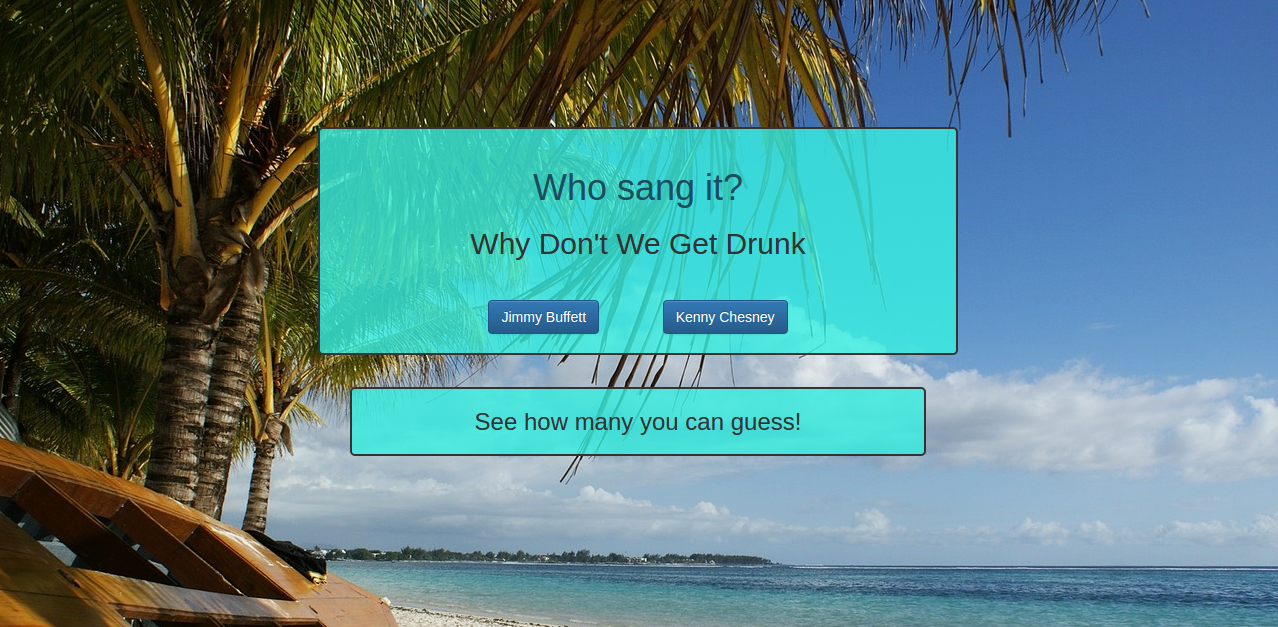 Who sang it?
Why Don't We Get Drunk
Jimmy Buffett Kenny Chesney
See how many you can guess!